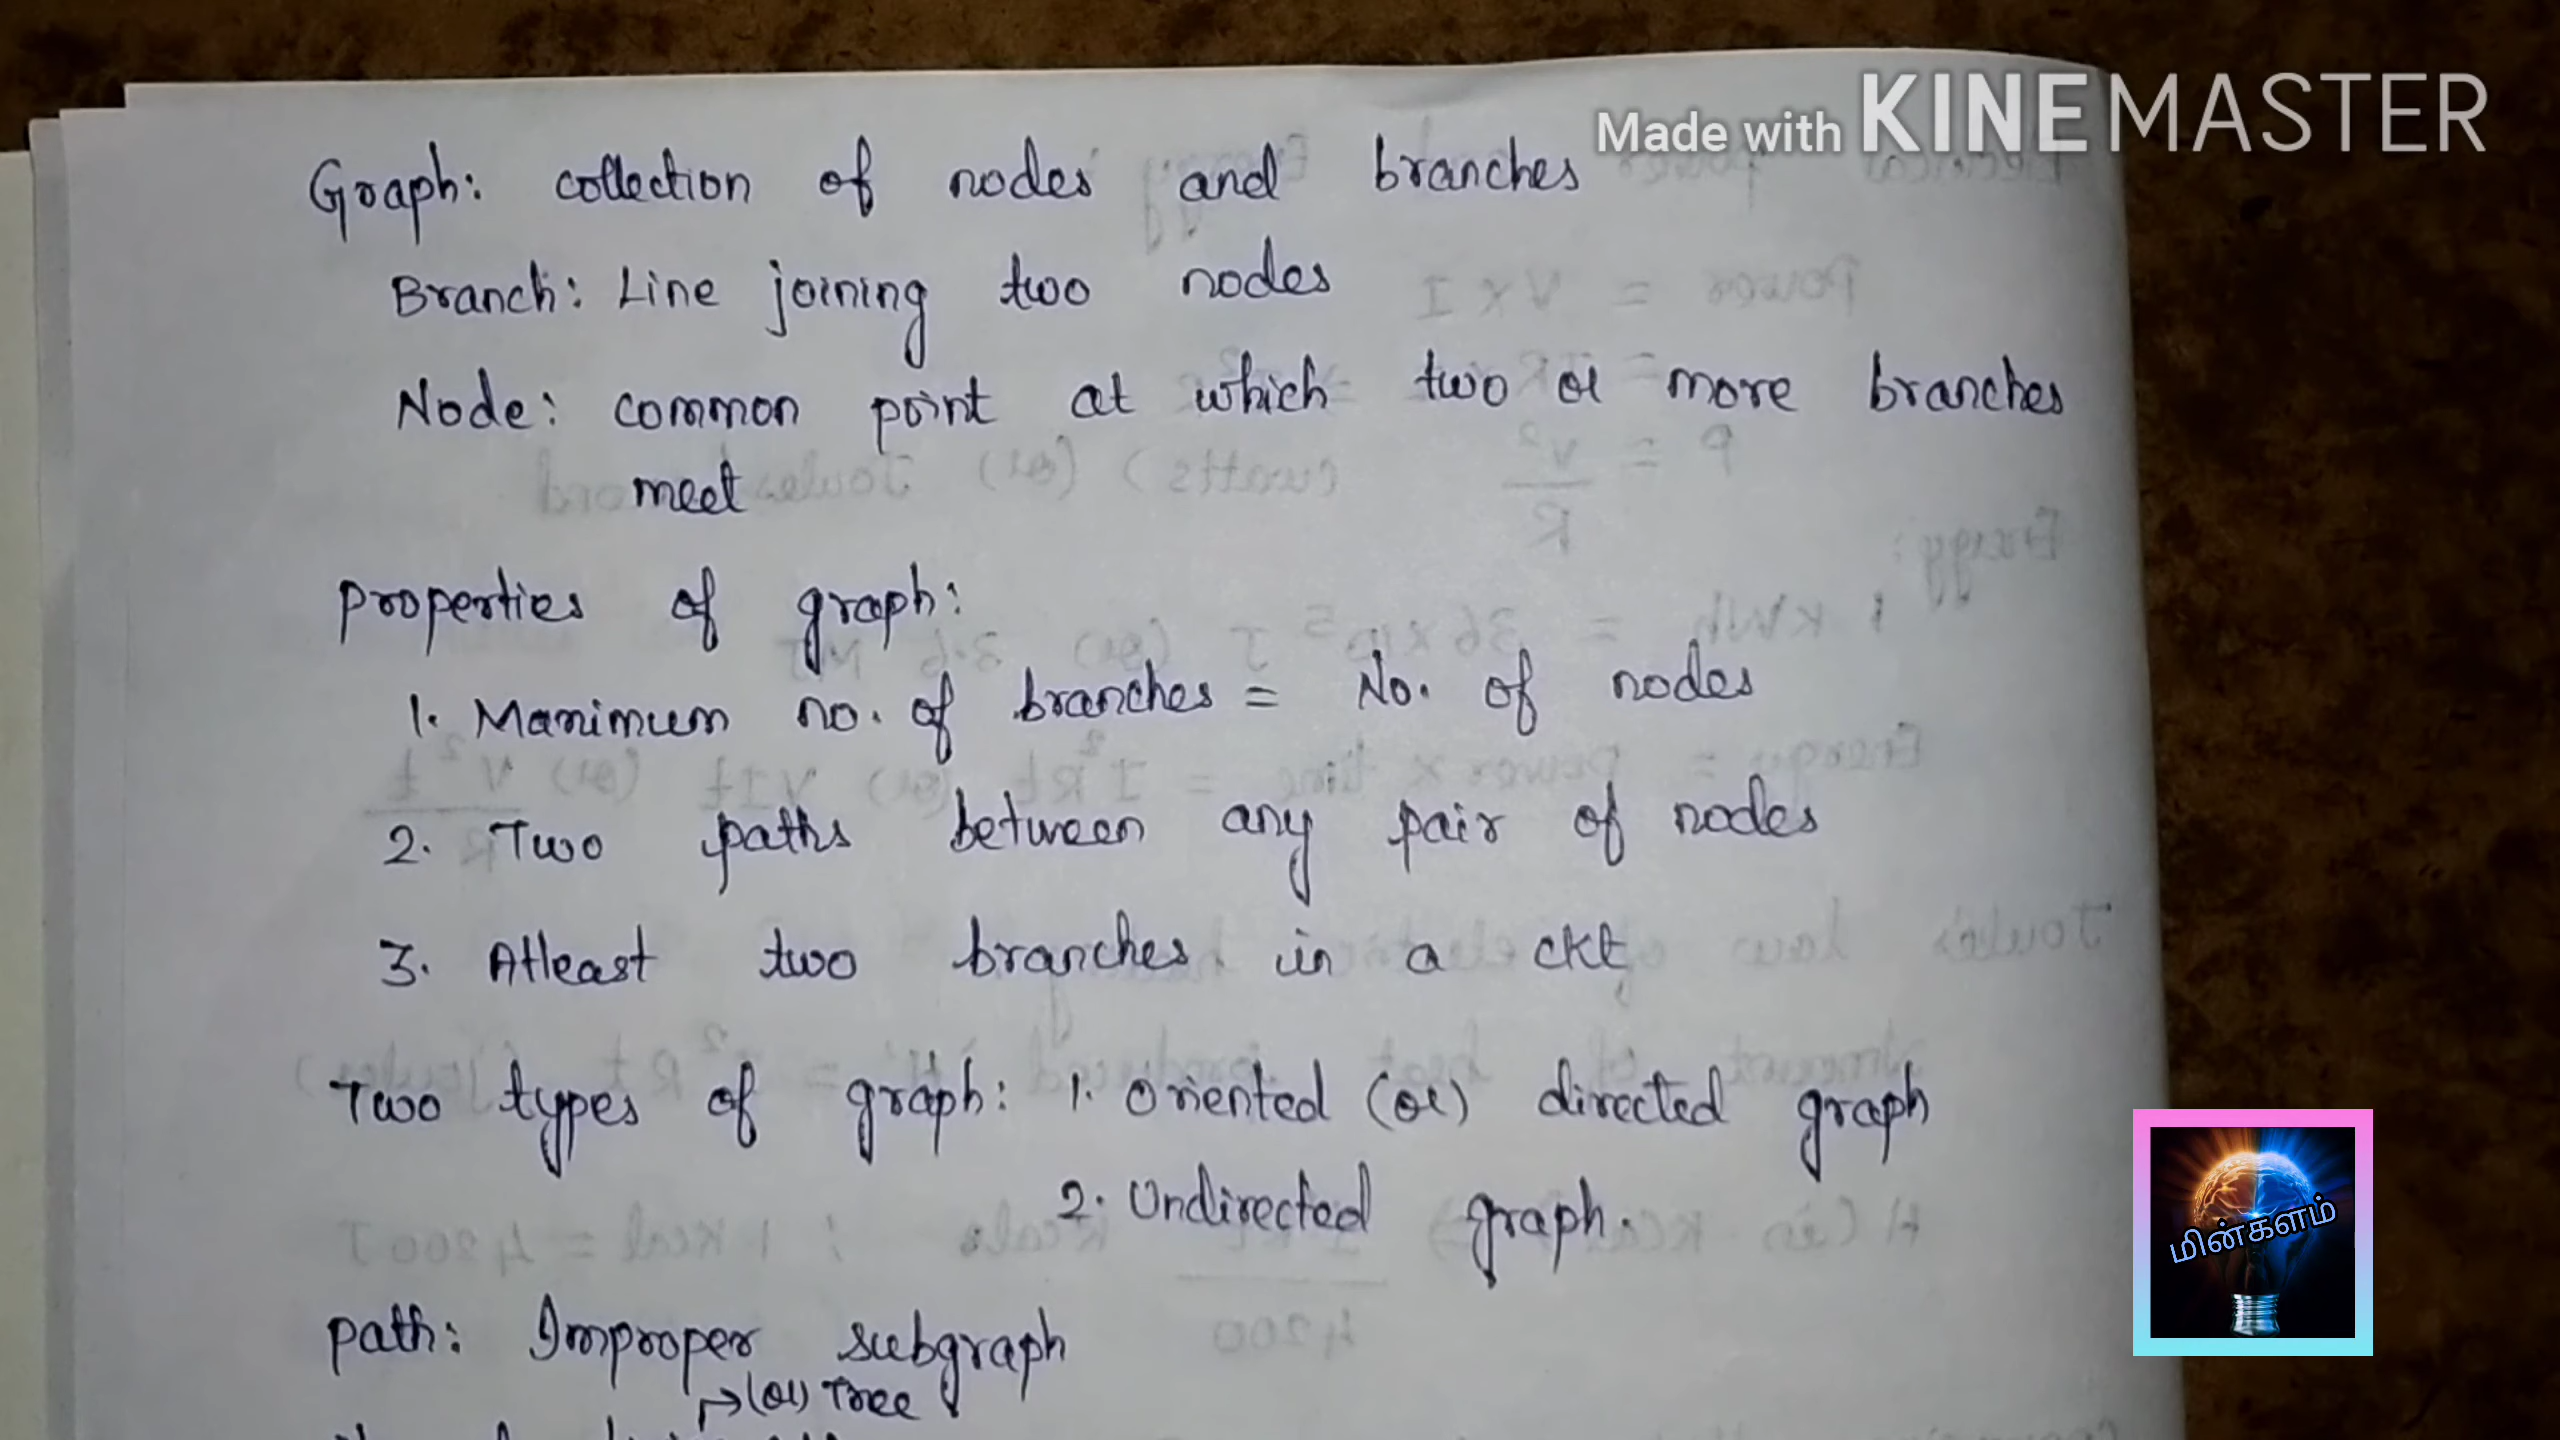 Made with KINEMASTER
Graph: collection of nodes and branches
Branch: Line joining two nodes
Node: common point at which two or more branches
meet
Properties of graph:
1. Maximum no. of branches = No. of nodes
2. Two paths between any pair of nodes
3. Atleast two branches in a ckt
Two types of graph: 1. Oriented (or) directed graph
2. Undirected graph.
மின்களம்
path: Improper subgraph
→ (or) Tree